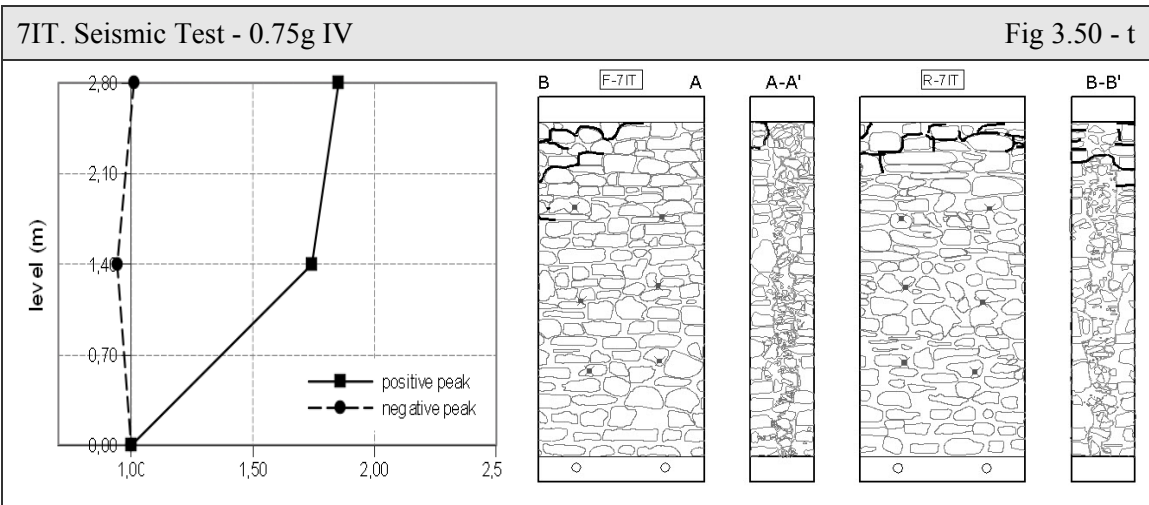 7IT. Seismic Test - 0.75g IV Fig 3.50 - t
2,80
2,10
1,40
0,70
0,00
level (m)
1,0C 1,50 2,00 2,5
positive peak
negative peak
B F-7IT A A-A' R-7IT B-B'